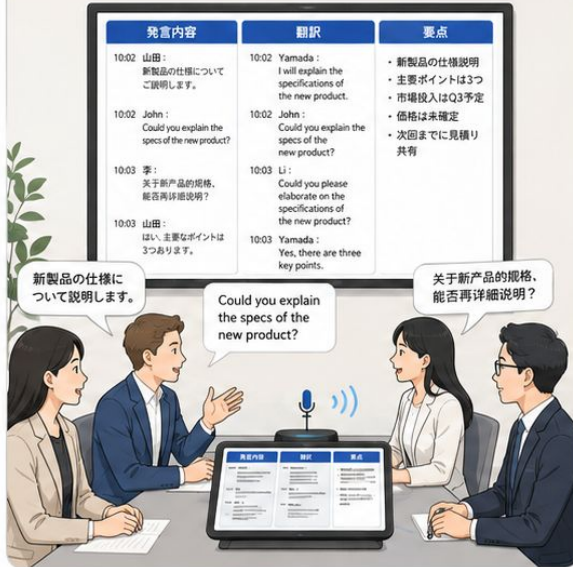 発言内容
10:02 山田：
新製品の仕様について
ご説明します。
10:02 John：
Could you explain the
specs of the new product?
10:03 李：
关于新产品的规格、
能否再详细说明？
10:03 山田：
はい、主要なポイントは
3つあります。
翻訳
10:02 Yamada：
I will explain the
specifications of
the new product.
10:02 John：
Could you explain the
specs of the
new product?
10:03 Li：
Could you please
elaborate on the
specifications of
the new product?
10:03 Yamada：
Yes, there are three
key points.
要点
・新製品の仕様説明
・主要ポイントは3つ
・市場投入はQ3予定
・価格は未確定
・次回までに見積り
共有
新製品の仕様に
ついて説明します。
Could you explain
the specs of the
new product?
关于新产品的规格、
能否再详细说明？
発言内容
翻訳
要点